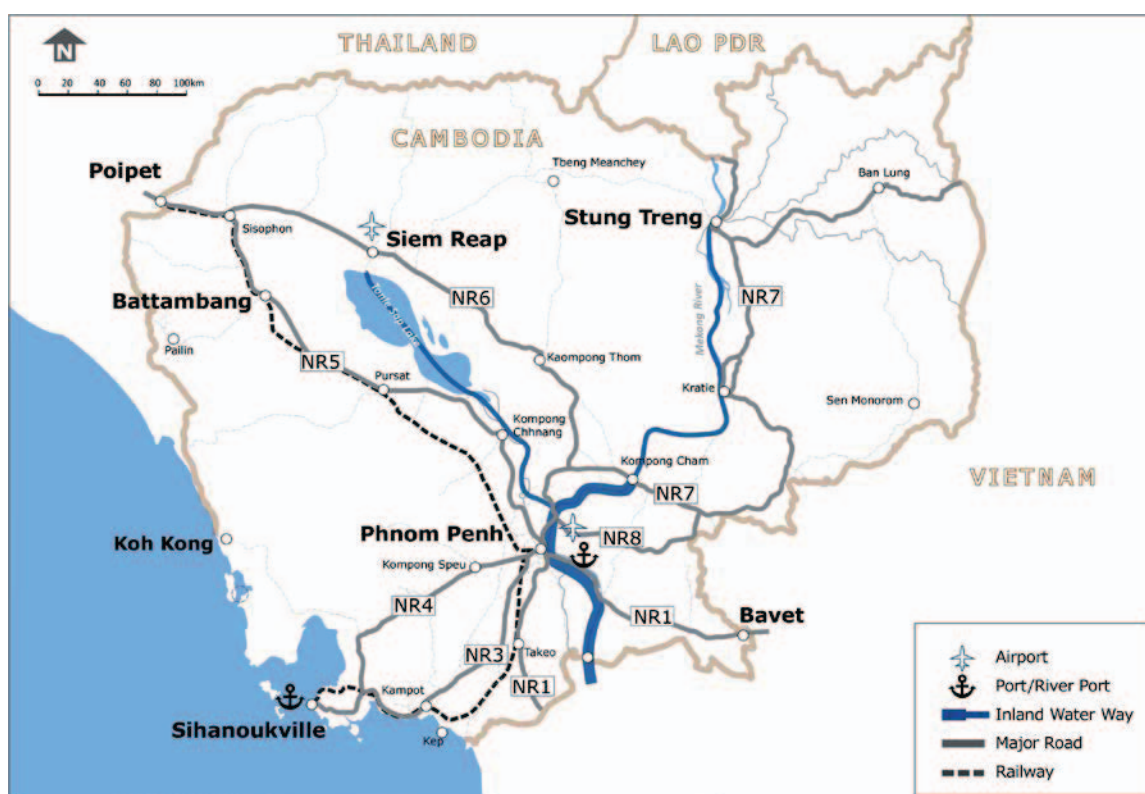 THAILAND
LAO PDR
N
0 20 40 60 80 100km
CAMBODIA
Tbeng Meanchey
Ban Lung
Poipet
Stung Treng
Sisophon
Siem Reap
NR6
NR7
Battambang
Tonle Sap Lake
Mekong River
Pailin
NR5
Kaompong Thom
Pursat
Kratie
Sen Monorom
Kompong
Chhnang
Kompong Cham
VIETNAM
NR7
Koh Kong
Phnom Penh
NR8
Kompong Speu
NR4
NR1
Bavet
NR3
Takeo
NR1
Kampot
Sihanoukville
Kep
Airport
Port/River Port
Inland Water Way
Major Road
Railway